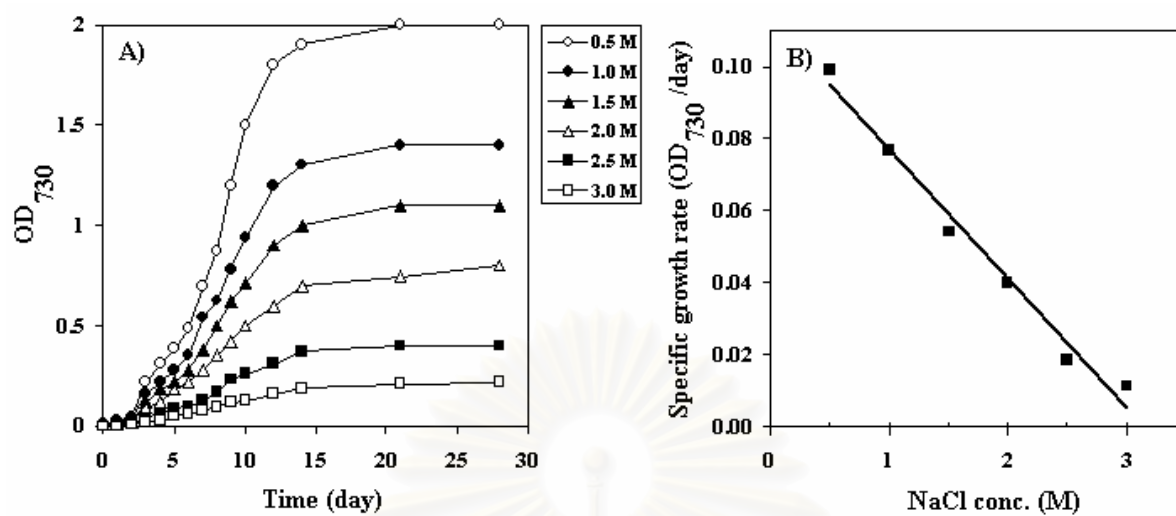 A)
2
1.5
1
0.5
0
0 5 10 15 20 25 30
OD730
Time (day)
0.5 M
1.0 M
1.5 M
2.0 M
2.5 M
3.0 M
B)
0.10
0.08
0.06
0.04
0.02
0.00
0 1 2 3
Specific growth rate (OD730 /day)
NaCl conc. (M)